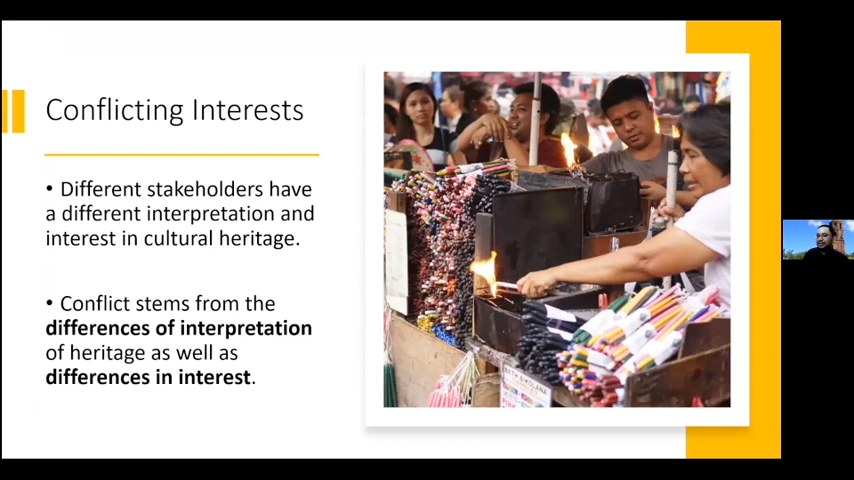 Conflicting Interests
• Different stakeholders have
a different interpretation and
interest in cultural heritage.
• Conflict stems from the
differences of interpretation
of heritage as well as
differences in interest.